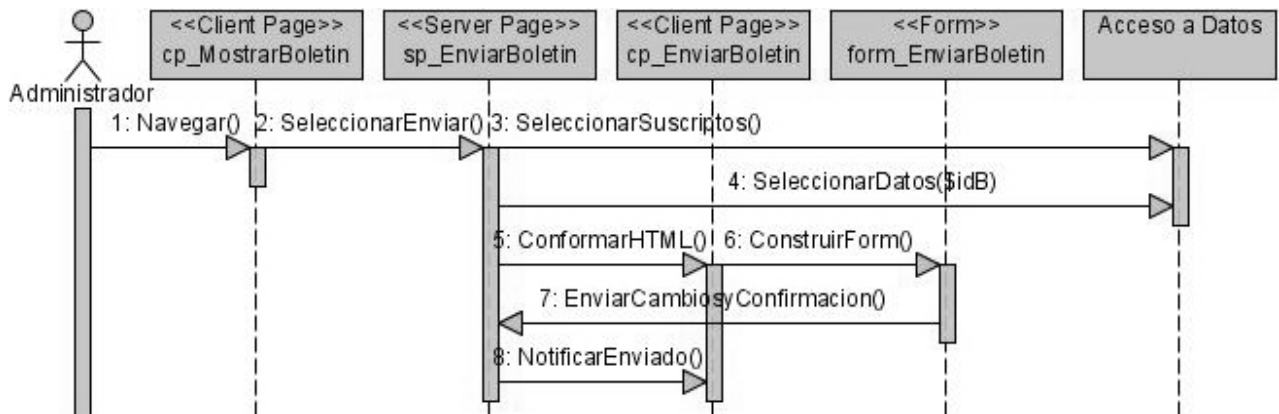 <<Client Page>>
cp_MostrarBoletin
<<Server Page>>
sp_EnviarBoletin
<<Client Page>>
cp_EnviarBoletin
<<Form>>
form_EnviarBoletin
Acceso a Datos
Administrador
1: Navegar()
2: SeleccionarEnviar()
3: SeleccionarSuscriptos()
4: SeleccionarDatos($idB)
5: ConformarHTML()
6: ConstruirForm()
7: EnviarCambiosyConfirmacion()
8: NotificarEnviado()